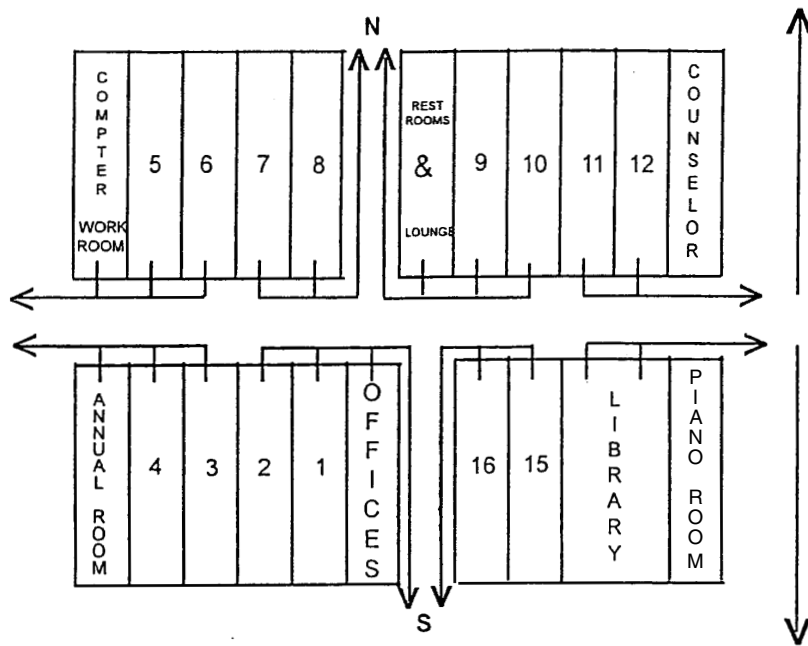 N
COMPTER
WORK
ROOM
5
6
7
8
REST
ROOMS
&
LOUNGE
9
10
11
12
COUNSELOR
ANNUAL ROOM
4
3
2
1
OFFICES
16
15
LIBRARY
PIANO ROOM
S